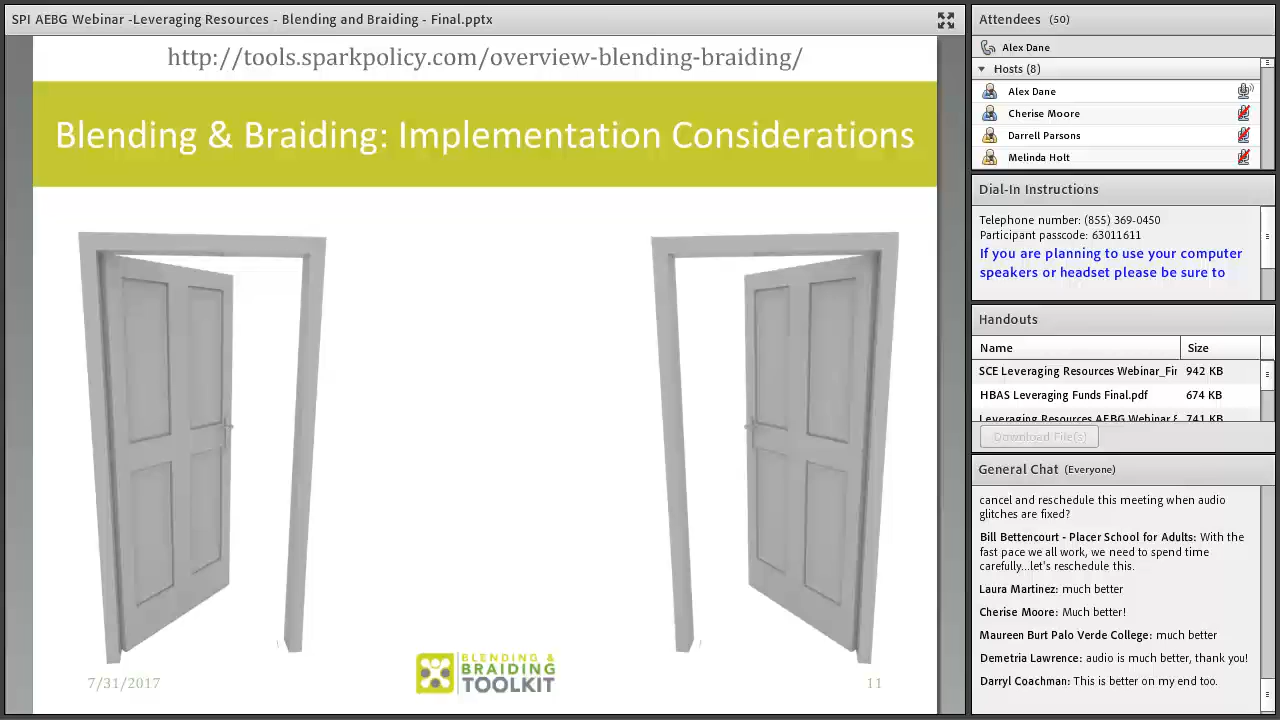 SPI AEBG Webinar -Leveraging Resources - Blending and Braiding - Final.pptx
http://tools.sparkpolicy.com/overview-blending-braiding/
Blending & Braiding: Implementation Considerations
7/31/2017
BLENDING &
BRAIDING
TOOLKIT
11
Attendees (50)
Alex Dane
Hosts (8)
Alex Dane
Cherise Moore
Darrell Parsons
Melinda Holt
Dial-In Instructions
Telephone number: (855) 369-0450
Participant passcode: 63011611
If you are planning to use your computer
speakers or headset please be sure to
Handouts
Name Size
SCE Leveraging Resources Webinar_Fir 942 KB
HBAS Leveraging Funds Final.pdf 674 KB
Leveraging Resources AEBG Webinar 741 KB
Download File(s)
General Chat (Everyone)
cancel and reschedule this meeting when audio
glitches are fixed?
Bill Bettencourt - Placer School for Adults: With the
fast pace we all work, we need to spend time
carefully...let's reschedule this.
Laura Martinez: much better
Cherise Moore: Much better!
Maureen Burt Palo Verde College: much better
Demetria Lawrence: audio is much better, thank you!
Darryl Coachman: This is better on my end too.